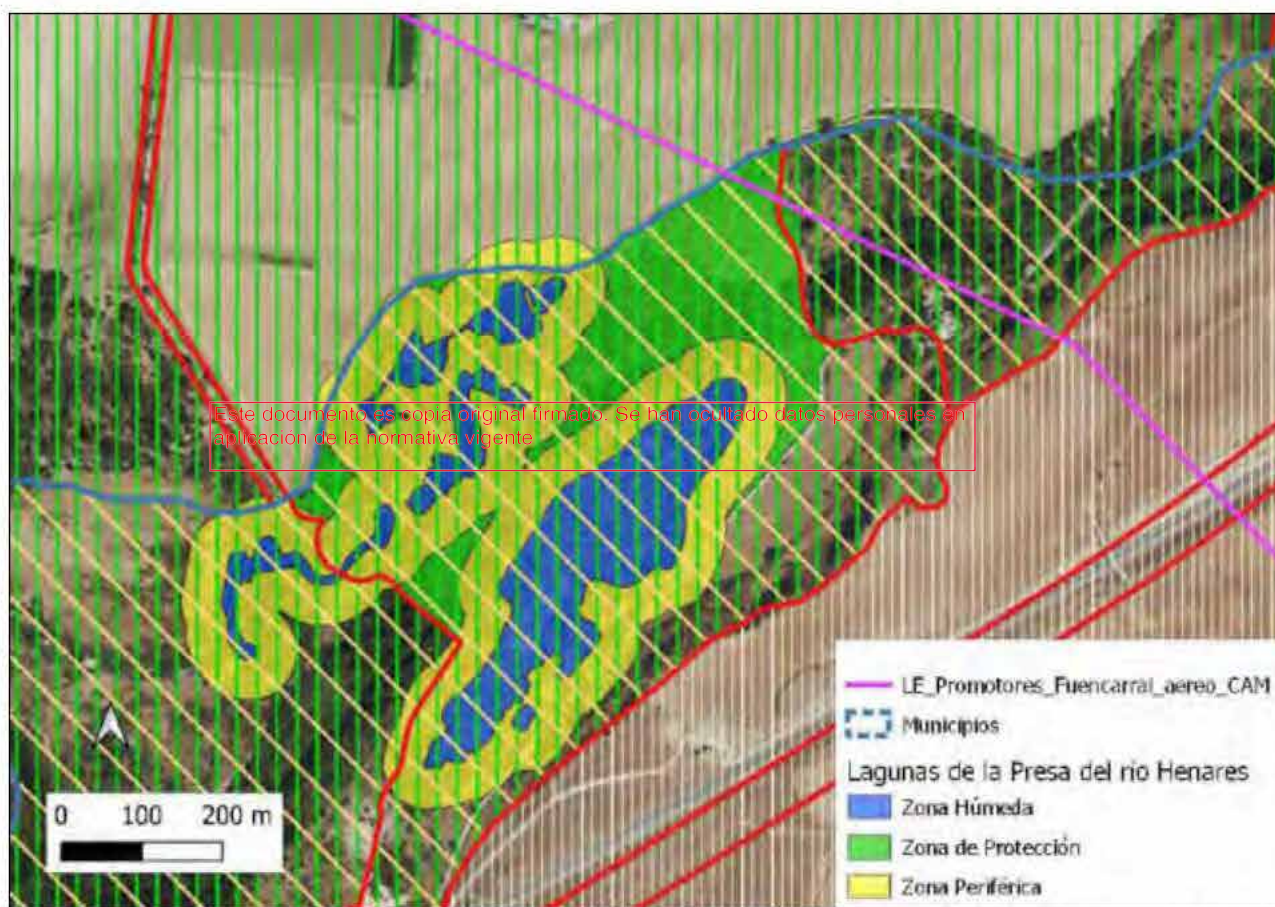 Este documento es copia original firmado. Se han ocultado datos personales en
aplicación de la normativa vigente
LE_Promotores_Fuencarral_aereo_CAM
Municipios
Lagunas de la Presa del río Henares
Zona Húmeda
Zona de Protección
Zona Periférica
0 100 200 m